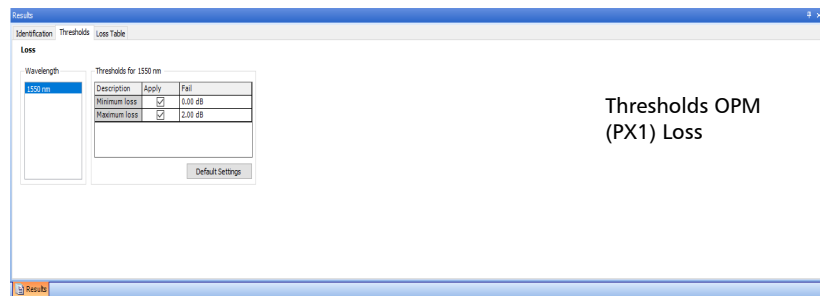 Results
Identification Thresholds Loss Table
Loss
Wavelength
1550 nm
Thresholds for 1550 nm
Description Apply Fail
Minimum loss 0.00 dB
Maximum loss 2.00 dB
Default Settings
Thresholds OPM
(PX1) Loss
Results